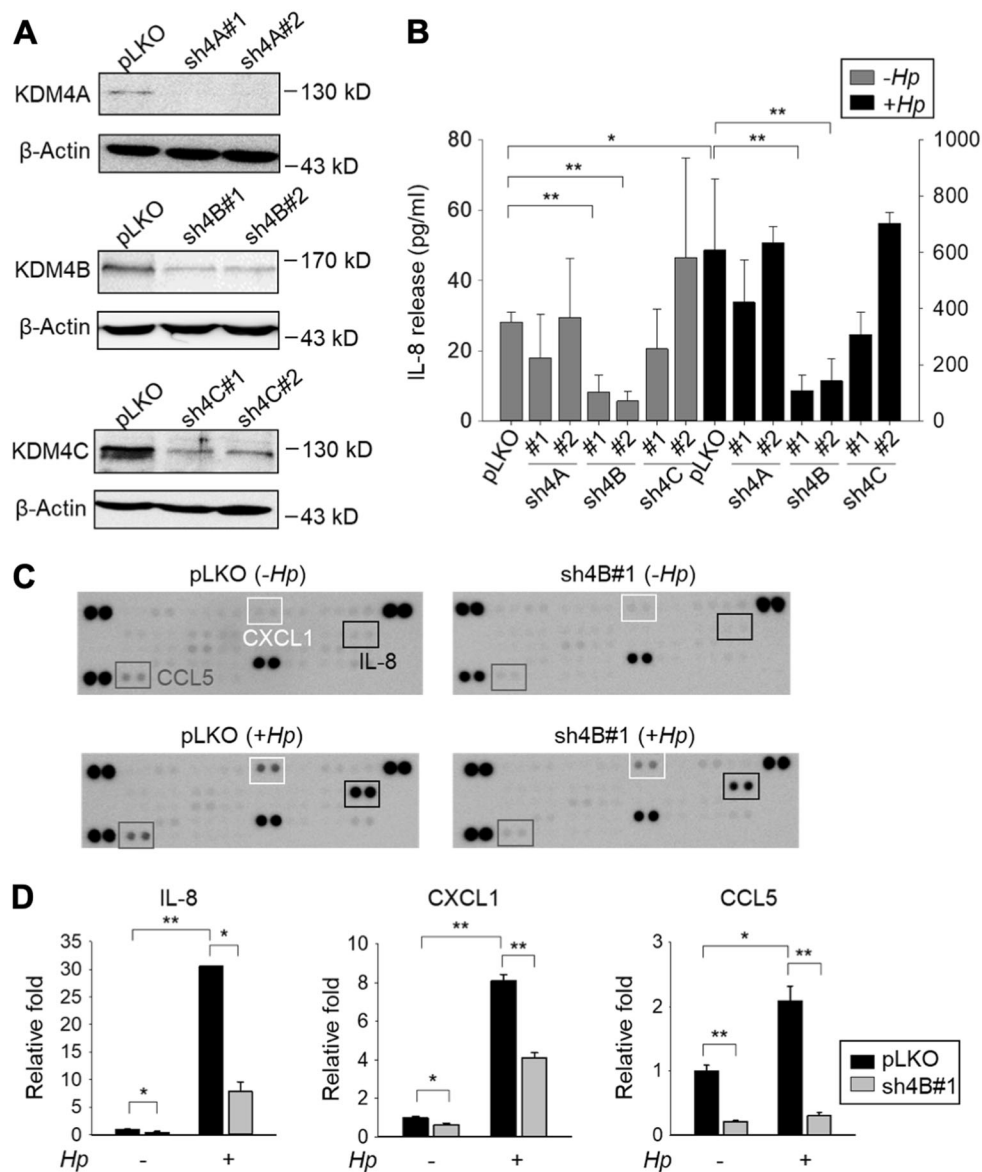 A
pLKO
sh4A#1
sh4A#2
KDM4A
–130 kD
β-Actin
–43 kD
pLKO
sh4B#1
sh4B#2
KDM4B
–170 kD
β-Actin
–43 kD
pLKO
sh4C#1
sh4C#2
KDM4C
–130 kD
β-Actin
–43 kD
B
-Hp
+Hp
IL-8 release (pg/ml)
80
60
40
20
0
1000
800
600
400
200
0
*
**
**
**
**
pLKO #1 #2 #1 #2 #1 #2 pLKO #1 #2 #1 #2 #1 #2
sh4A sh4B sh4C sh4A sh4B sh4C
C
pLKO (-Hp)
sh4B#1 (-Hp)
CXCL1
IL-8
CCL5
pLKO (+Hp)
sh4B#1 (+Hp)
D
IL-8
Relative fold
35
30
25
20
15
10
5
0
**
*
*
Hp - +
CXCL1
Relative fold
10
8
6
4
2
0
**
**
*
Hp - +
CCL5
Relative fold
3
2
1
0
*
**
**
Hp - +
pLKO
sh4B#1